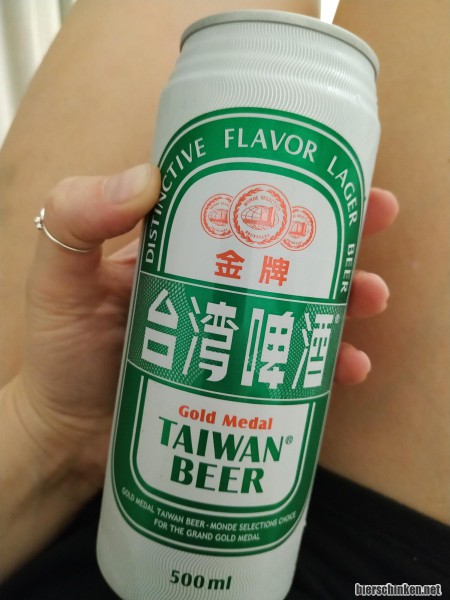 DISTINCTIVE FLAVOR LAGER BEER
金牌
台湾啤酒®
Gold Medal
TAIWAN®
BEER
GOLD MEDAL TAIWAN BEER - MONDE SELECTIONS CHOICE
FOR THE GRAND GOLD MEDAL
500ml
bierschinken.net